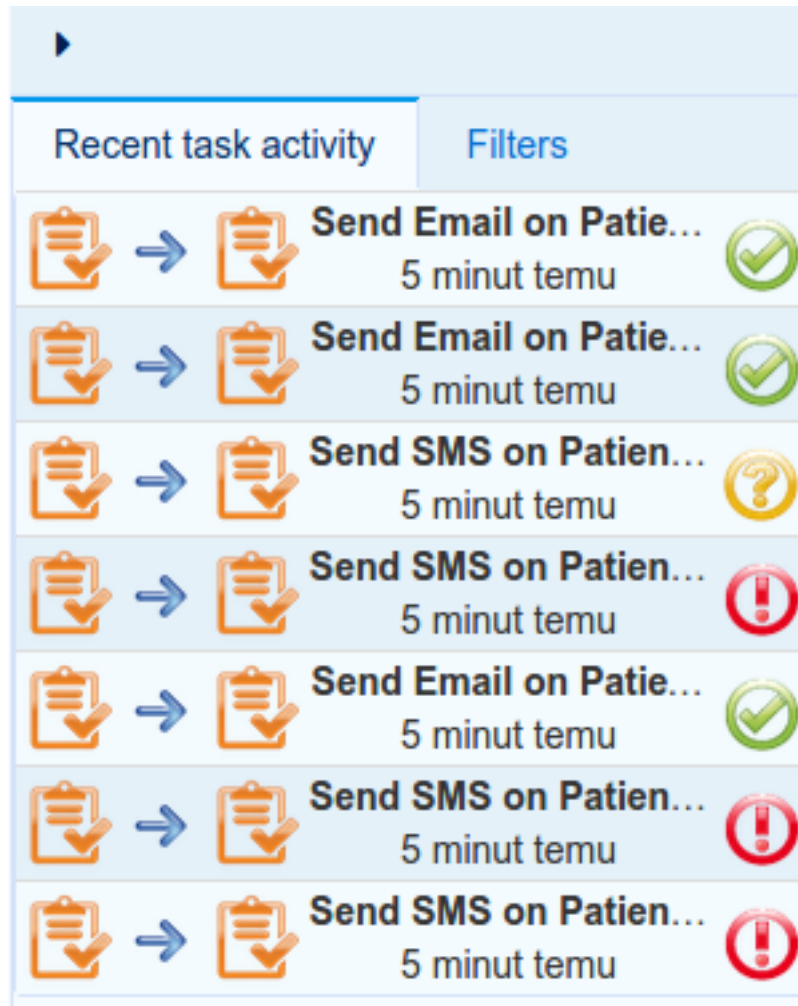 Recent task activity Filters
Send Email on Patie...
5 minut temu
Send Email on Patie...
5 minut temu
Send SMS on Patien...
5 minut temu
Send SMS on Patien...
5 minut temu
Send Email on Patie...
5 minut temu
Send SMS on Patien...
5 minut temu
Send SMS on Patien...
5 minut temu